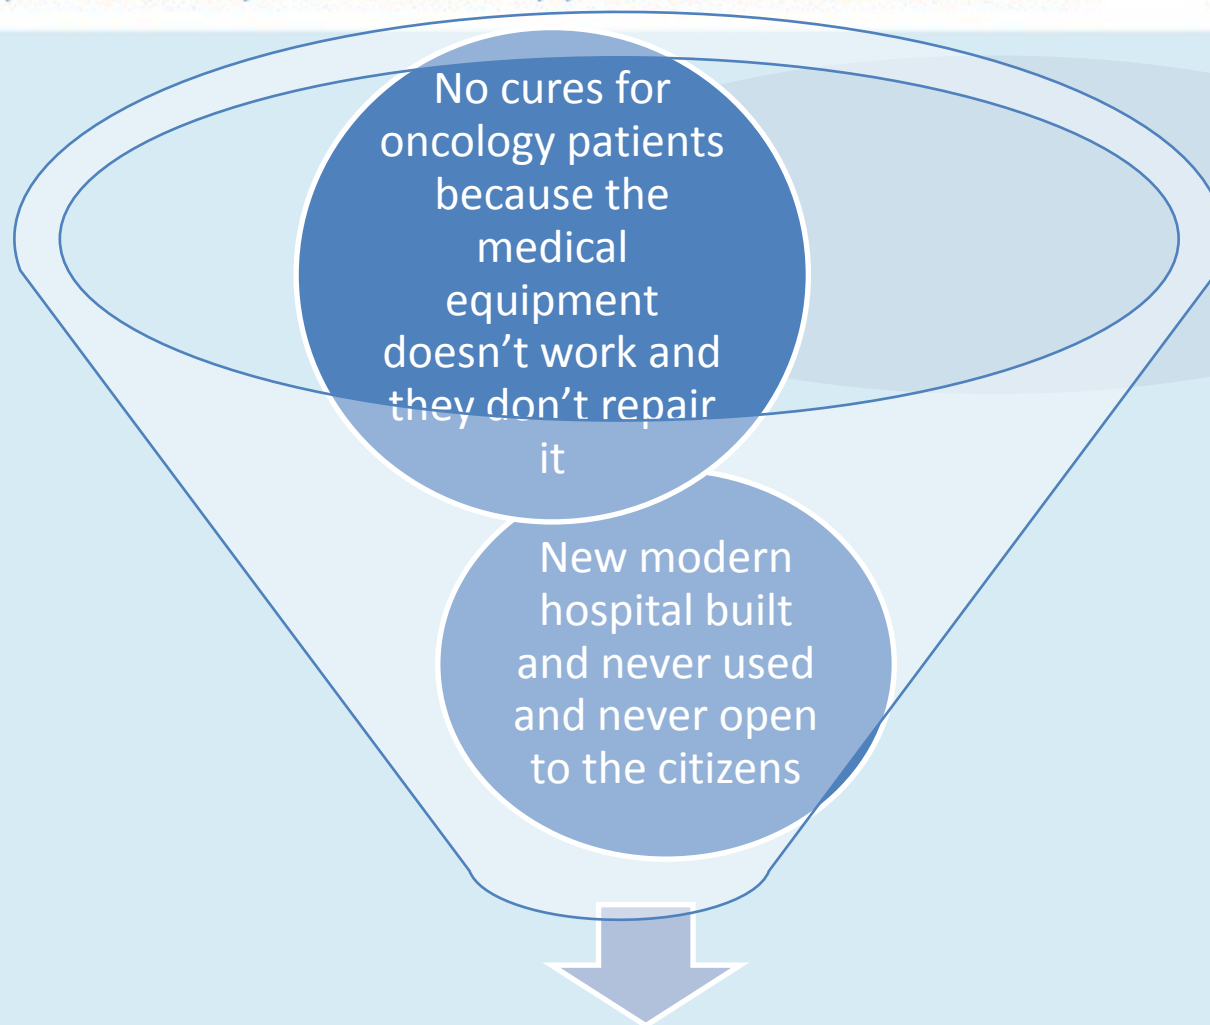 No cures for
oncology patients
because the
medical
equipment
doesn’t work and
they don’t repair
it
New modern
hospital built
and never used
and never open
to the citizens